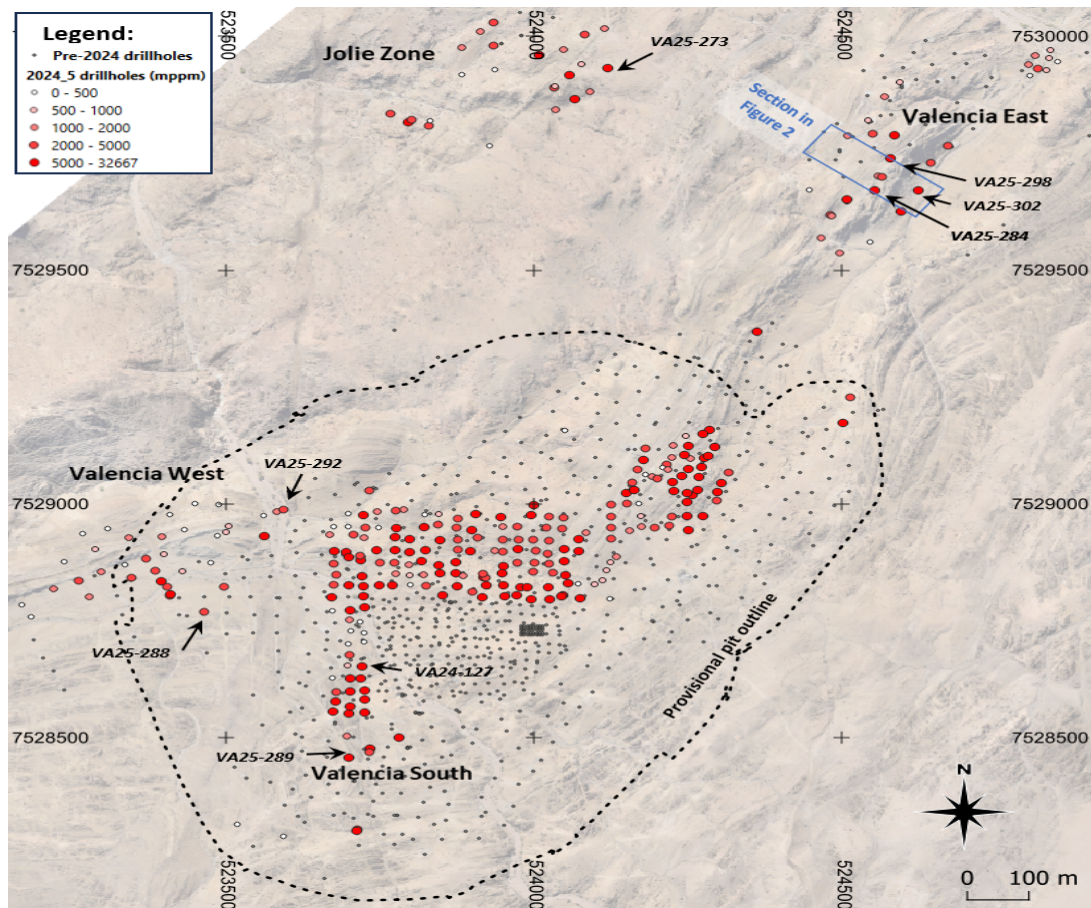 Legend:
Pre-2024 drillholes
2024_5 drillholes (mppm)
0 - 500
500 - 1000
1000 - 2000
2000 - 5000
5000 - 32667
523500
524000
524500
7530000
Jolie Zone
VA25-273
Section in
Figure 2
Valencia East
VA25-298
VA25-302
VA25-284
7529500
7529500
Valencia West
VA25-292
7529000
7529000
VA25-288
VA24-127
Provisional pit outline
VA25-289
Valencia South
7528500
7528500
N
523500
524000
524500
0 100 m